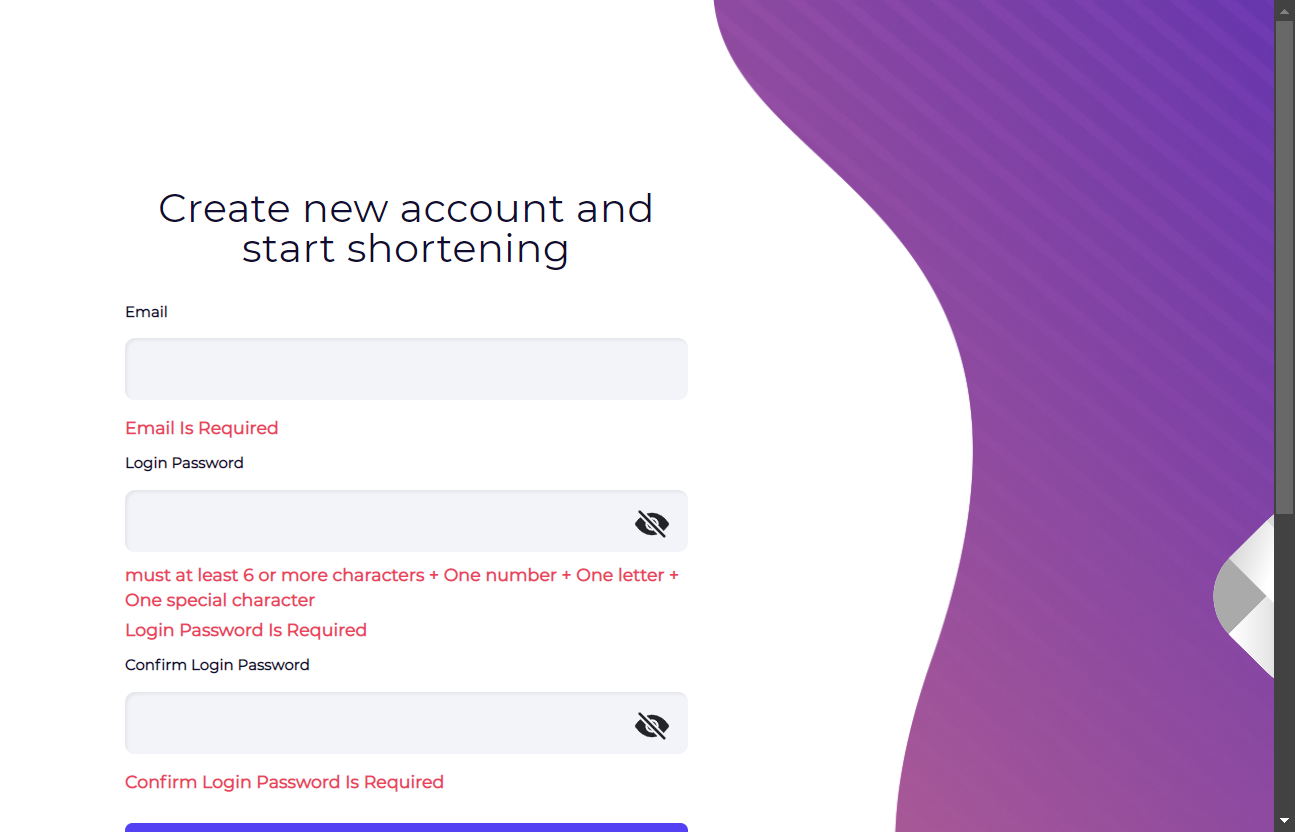 Create new account and
start shortening
Email
Email Is Required
Login Password
must at least 6 or more characters + One number + One letter +
One special character
Login Password Is Required
Confirm Login Password
Confirm Login Password Is Required